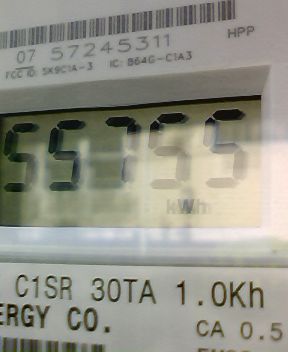 07 57245311
HPP
FCC ID: SK9C1A-3 IC: 864G-C1A3
55755
kWh
C1SR 30TA 1.0Kh
ERGY CO.
CA 0.5